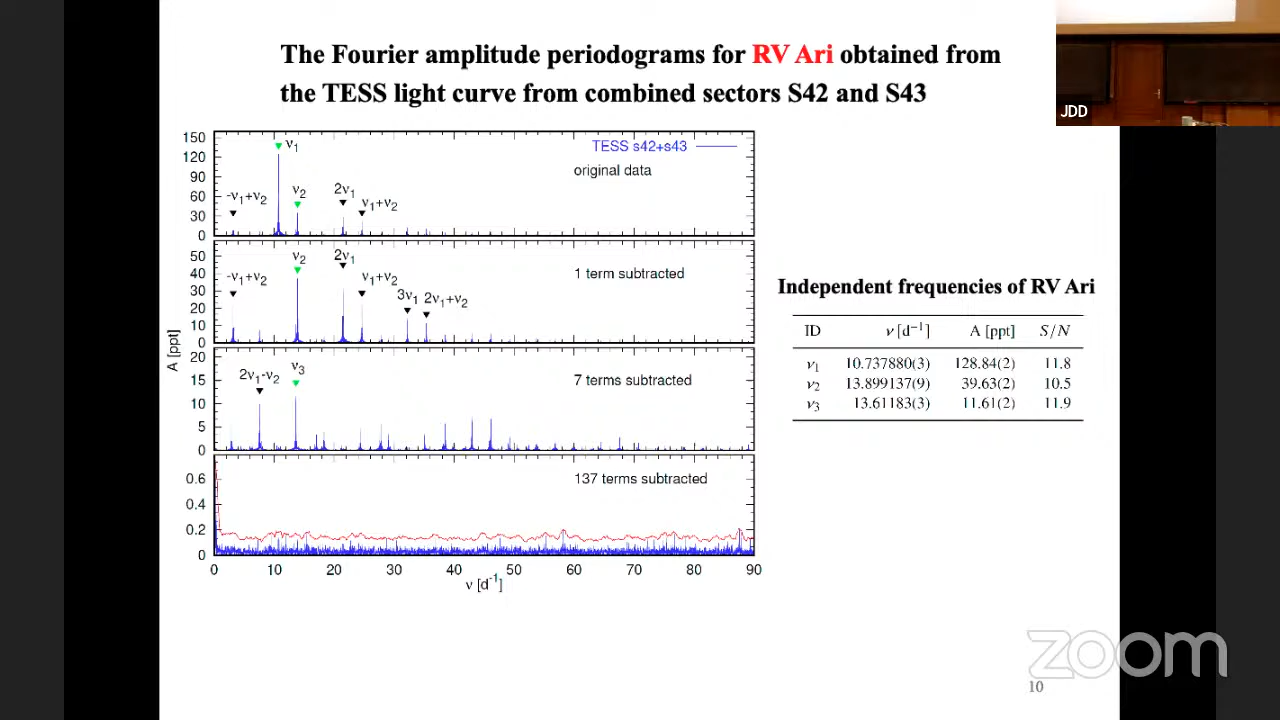 The Fourier amplitude periodograms for RV Ari obtained from
the TESS light curve from combined sectors S42 and S43
JDD
A [ppt]
150
120
90
60
30
0
TESS s42+s43
original data
-ν1+ν2
ν1
ν2
2ν1
ν1+ν2
50
40
30
20
10
0
1 term subtracted
-ν1+ν2
ν2
2ν1
ν1+ν2
3ν1
2ν1+ν2
20
15
10
5
0
7 terms subtracted
2ν1-ν2
ν3
0.6
0.4
0.2
0
137 terms subtracted
0 10 20 30 40 50 60 70 80 90
ν [d-1]
Independent frequencies of RV Ari
ID ν [d−1] A [ppt] S/N
ν1 10.737880(3) 128.84(2) 11.8
ν2 13.899137(9) 39.63(2) 10.5
ν3 13.61183(3) 11.61(2) 11.9
zoom
10